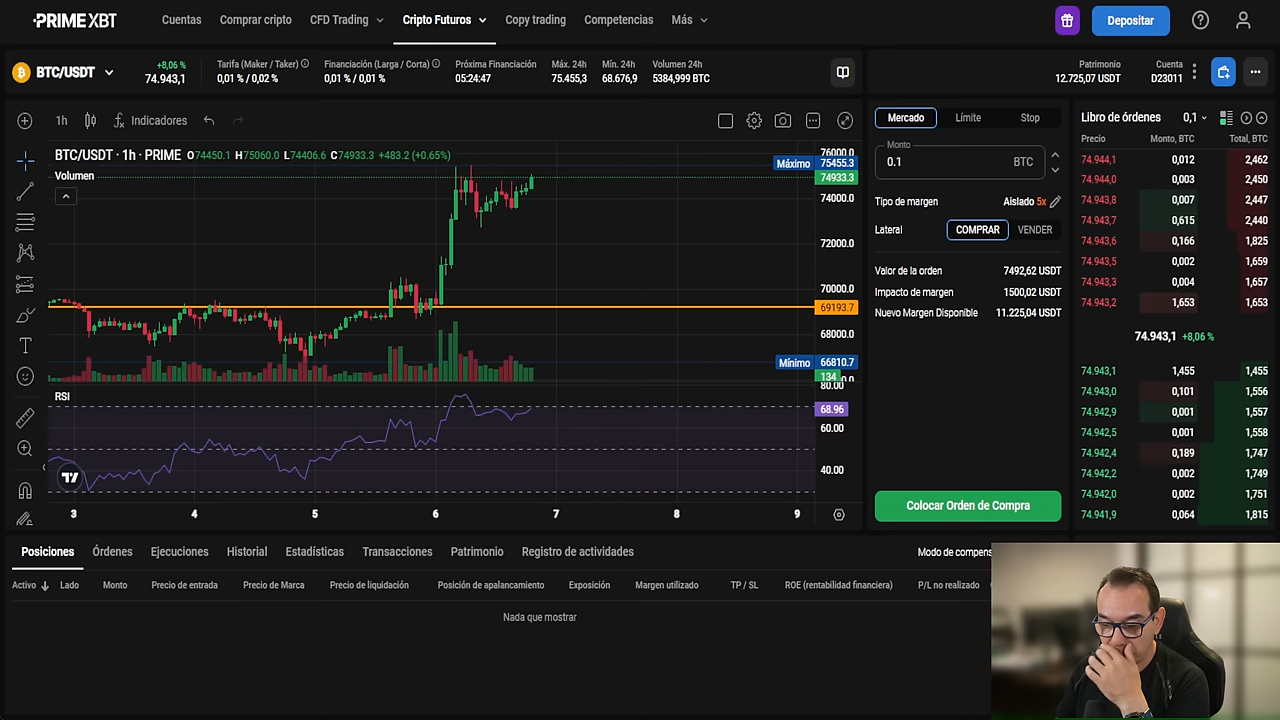 PRIME XBT
Cuentas
Comprar cripto
CFD Trading
Cripto Futuros
Copy trading
Competencias
Más
Depositar
BTC/USDT
+8,06 %
74.943,1
Tarifa (Maker / Taker)
0,01 % / 0,02 %
Financiación (Larga / Corta)
0,01 % / 0,01 %
Próxima Financiación
05:24:47
Máx. 24h
75.455,3
Mín. 24h
68.676,9
Volumen 24h
5384,999 BTC
Patrimonio
12.725,07 USDT
Cuenta
D23011
1h
Indicadores
BTC/USDT · 1h · PRIME O74450.1 H75060.0 L74406.6 C74933.3 +483.2 (+0.65%)
Volumen
76000.0
Máximo 75455.3
74933.3
74000.0
72000.0
70000.0
69193.7
68000.0
Mínimo 66810.7
134
RSI
80.00
68.96
60.00
40.00
3 4 5 6 7 8 9
Mercado
Límite
Stop
Monto
0.1 BTC
Tipo de margen Aislado 5x
Lateral COMPRAR VENDER
Valor de la orden 7492,62 USDT
Impacto de margen 1500,02 USDT
Nuevo Margen Disponible 11.225,04 USDT
Colocar Orden de Compra
Libro de órdenes 0,1
Precio Monto, BTC Total, BTC
74.944,1 0,012 2,462
74.944,0 0,003 2,450
74.943,8 0,007 2,447
74.943,7 0,615 2,440
74.943,6 0,166 1,825
74.943,5 0,002 1,659
74.943,3 0,004 1,657
74.943,2 1,653 1,653
74.943,1 +8,06 %
74.943,1 1,455 1,455
74.943,0 0,101 1,556
74.942,9 0,001 1,557
74.942,5 0,001 1,558
74.942,4 0,189 1,747
74.942,2 0,002 1,749
74.942,0 0,002 1,751
74.941,9 0,064 1,815
Posiciones
Órdenes
Ejecuciones
Historial
Estadísticas
Transacciones
Patrimonio
Registro de actividades
Modo de compens
Activo
Lado
Monto
Precio de entrada
Precio de Marca
Precio de liquidación
Posición de apalancamiento
Exposición
Margen utilizado
TP / SL
ROE (rentabilidad financiera)
P/L no realizado
Nada que mostrar